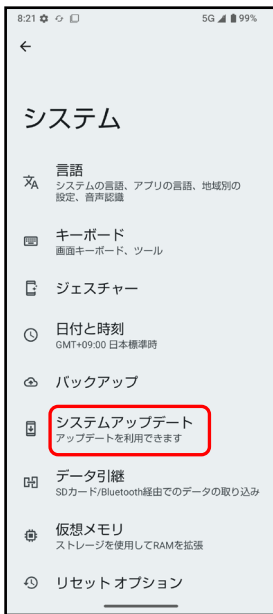 8:21 5G 99%
システム
言語
システムの言語、アプリの言語、地域別の
設定、音声認識
キーボード
画面キーボード、ツール
ジェスチャー
日付と時刻
GMT+09:00 日本標準時
バックアップ
システムアップデート
アップデートを利用できます
データ引継
SDカード/Bluetooth経由でのデータの取り込み
仮想メモリ
ストレージを使用してRAMを拡張
リセット オプション